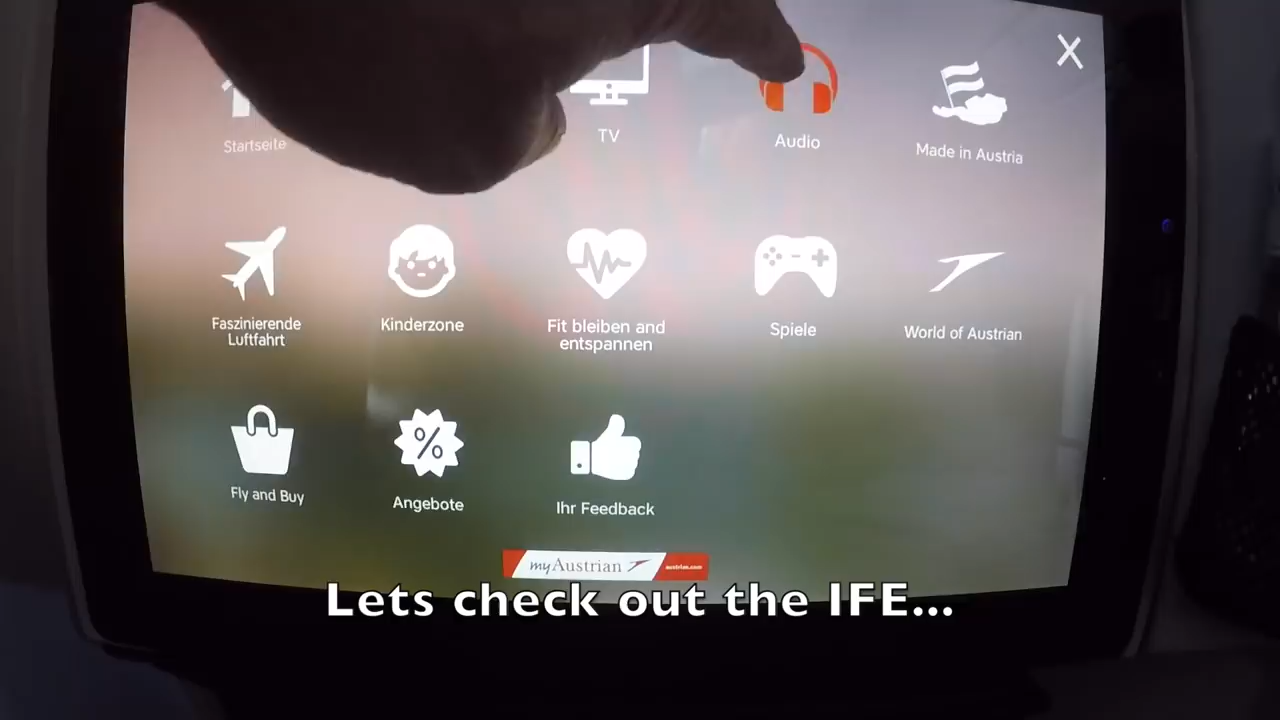 Startseite
TV
Audio
Made in Austria
Faszinierende
Luftfahrt
Kinderzone
Fit bleiben and
entspannen
Spiele
World of Austrian
Fly and Buy
Angebote
Ihr Feedback
myAustrian
austrian.com
Lets check out the IFE...